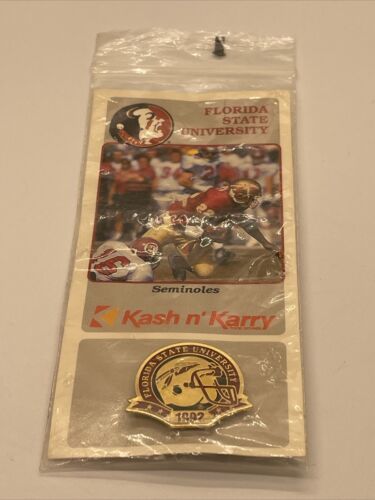 FLORIDA
STATE
UNIVERSITY
Seminoles
Kash n' Karry
FLORIDA STATE UNIVERSITY
1992